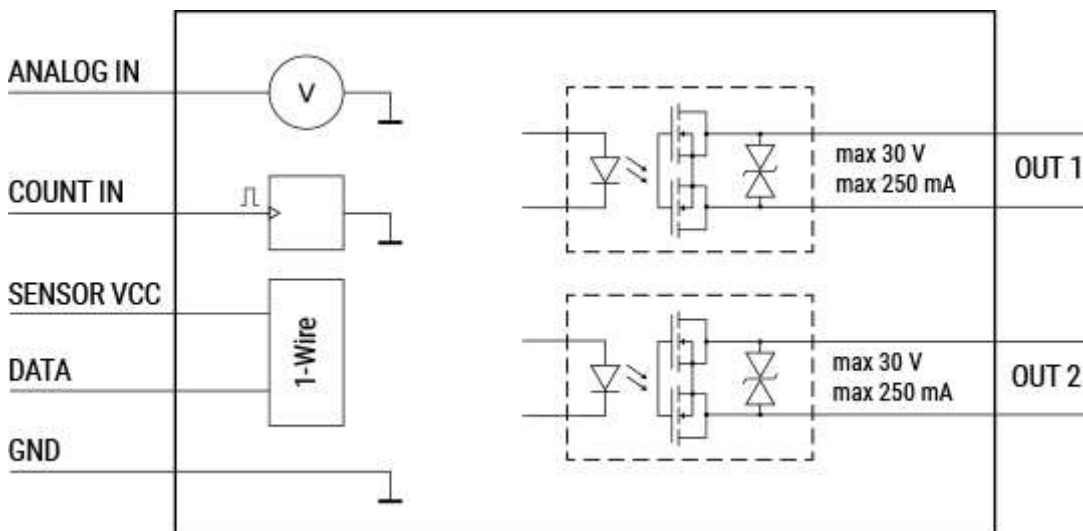 ANALOG IN
V
COUNT IN
SENSOR VCC
1-Wire
DATA
GND
max 30 V
max 250 mA
OUT 1
max 30 V
max 250 mA
OUT 2